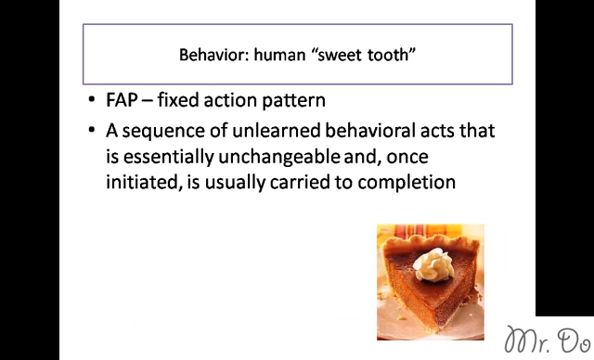 Behavior: human “sweet tooth”
• FAP – fixed action pattern
• A sequence of unlearned behavioral acts that
is essentially unchangeable and, once
initiated, is usually carried to completion
Mr. Do